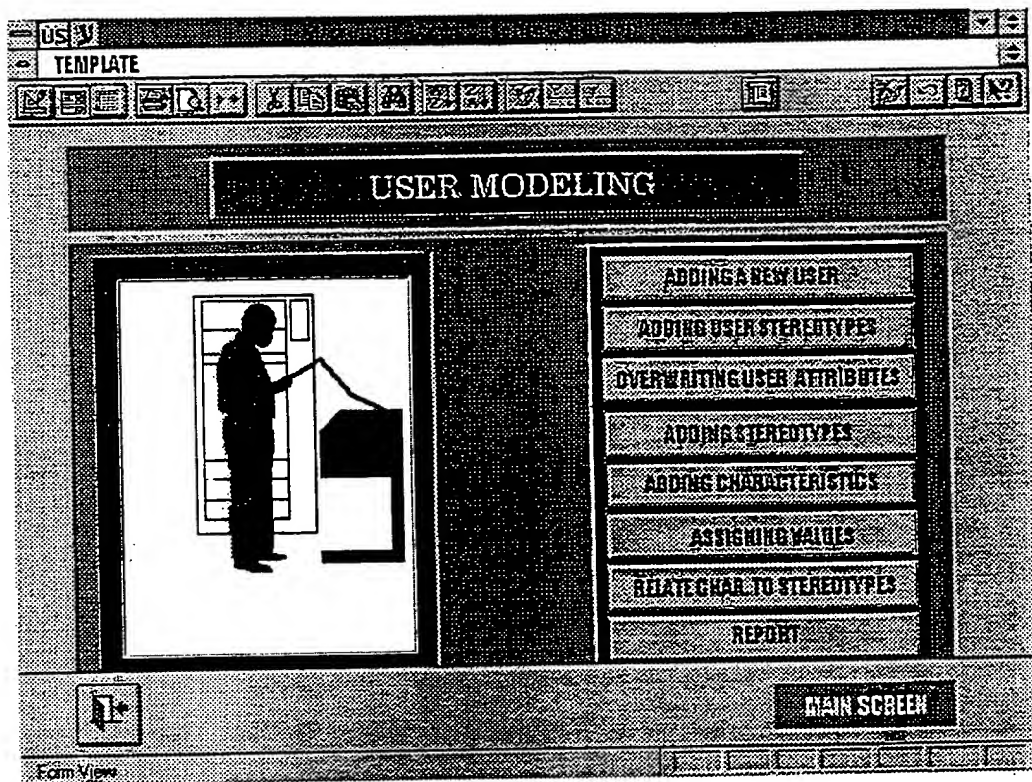 US
TEMPLATE
USER MODELING
ADDING A NEW USER
ADDING USER STEREOTYPES
OVERWRITING USER ATTRIBUTES
ADDING STEREOTYPES
ADDING CHARACTERISTICS
ASSIGNING VALUES
RELATE CHAR. TO STEREOTYPES
REPORT
MAIN SCREEN
Form View